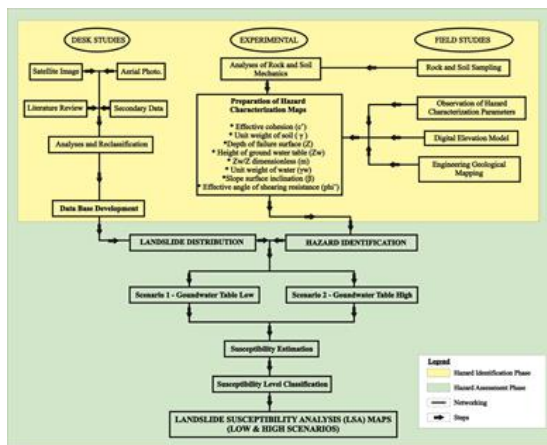 DESK STUDIES
EXPERIMENTAL
FIELD STUDIES
Satellite Image
Aerial Photo.
Analyses of Rock and Soil
Mechanics
Rock and Soil Sampling
Literature Review
Secondary Data
Preparation of Hazard
Characterization Maps
* Effective cohesion (c')
* Unit weight of soil (γ )
*Depth of failure surface (Z)
* Height of ground water table (Zw)
* Zw/Z dimensionless (m)
* Unit weight of water (γw)
*Slope surface inclination (β)
* Effective angle of shearing resistance (phi')
Observation of Hazard
Characterization Parameters
Digital Elevation Model
Engineering Geological
Mapping
Analyses and Reclassification
Data Base Development
LANDSLIDE DISTRIBUTION
HAZARD IDENTIFICATION
Scenario 1 - Goundwater Table Low
Scenario 2 - Goundwater Table High
Susceptibility Estimation
Susceptibility Level Classification
LANDSLIDE SUSCEPTIBILITY ANALYSIS (LSA) MAPS
(LOW & HIGH SCENARIOS)
Legend
Hazard Identification Phase
Hazard Assessment Phase
Networking
Steps